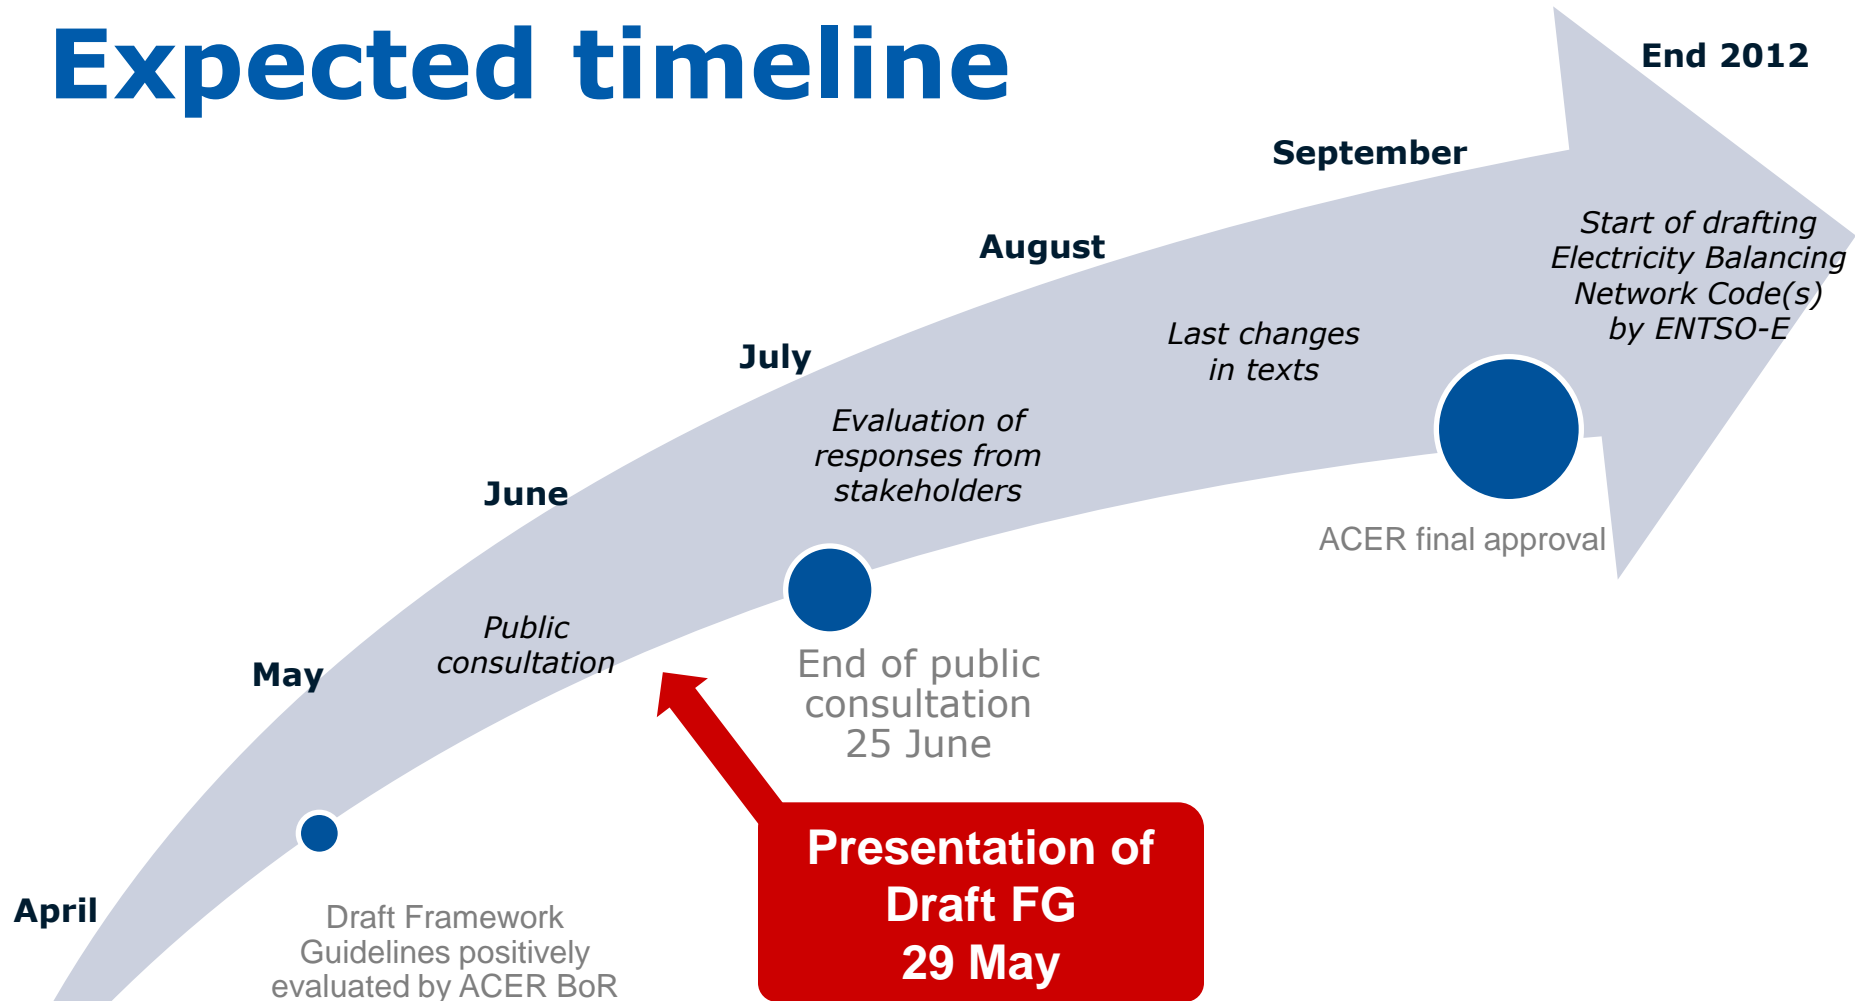 Expected timeline
End 2012
September
August
July
June
May
April
Start of drafting
Electricity Balancing
Network Code(s)
by ENTSO-E
Last changes
in texts
Evaluation of
responses from
stakeholders
Public
consultation
ACER final approval
End of public
consultation
25 June
Presentation of
Draft FG
29 May
Draft Framework
Guidelines positively
evaluated by ACER BoR